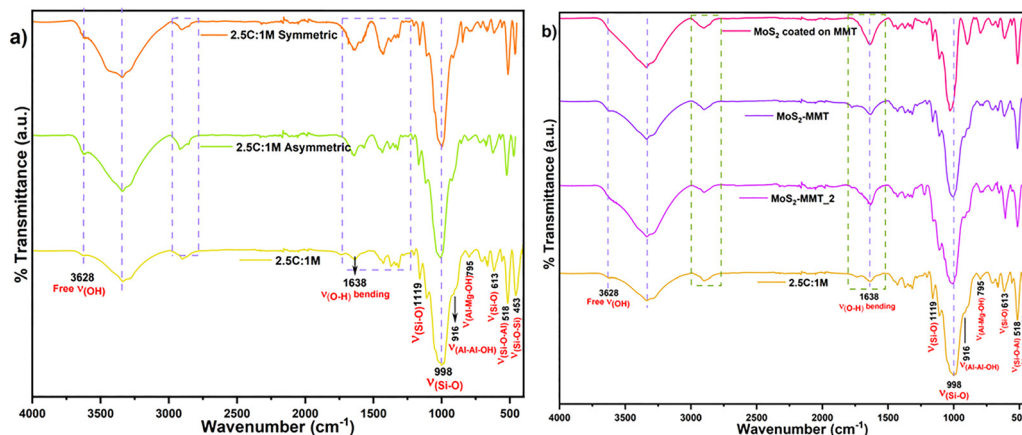 a)
2.5C:1M Symmetric
2.5C:1M Asymmetric
2.5C:1M
3628
Free ν(OH)
1638
ν(O-H) bending
ν(Si-O) 1119
998
ν(Si-O)
916
ν(Al-Al-OH)
ν(Al-Mg-OH) 795
ν(Si-O) 613
ν(Si-O-Al) 518
ν(Si-O-Si) 453
% Transmittance (a.u.)
4000 3500 3000 2500 2000 1500 1000 500
Wavenumber (cm⁻¹)
b)
MoS₂ coated on MMT
MoS₂-MMT
MoS₂-MMT_2
2.5C:1M
3628
Free ν(OH)
1638
ν(O-H) bending
ν(Si-O) 1119
998
ν(Si-O)
916
ν(Al-Al-OH)
ν(Al-Mg-OH) 795
ν(Si-O) 613
ν(Si-O-Al) 518
% Transmittance (a.u.)
4000 3500 3000 2500 2000 1500 1000 500
Wavenumber (cm⁻¹)